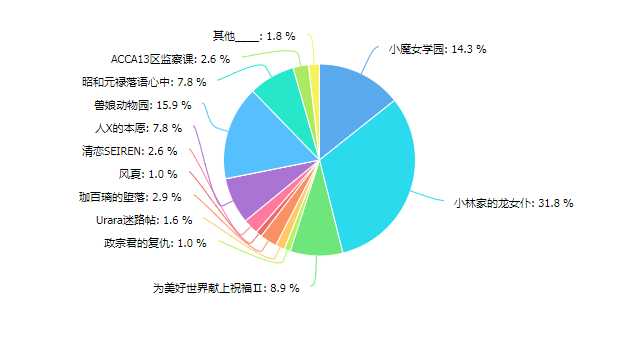 其他____: 1.8 %
小魔女学园: 14.3 %
ACCA13区监察课: 2.6 %
昭和元禄落语心中: 7.8 %
兽娘动物园: 15.9 %
人X的本愿: 7.8 %
清恋SEIREN: 2.6 %
风夏: 1.0 %
珈百璃的堕落: 2.9 %
小林家的龙女仆: 31.8 %
Urara迷路帖: 1.6 %
政宗君的复仇: 1.0 %
为美好世界献上祝福Ⅱ: 8.9 %